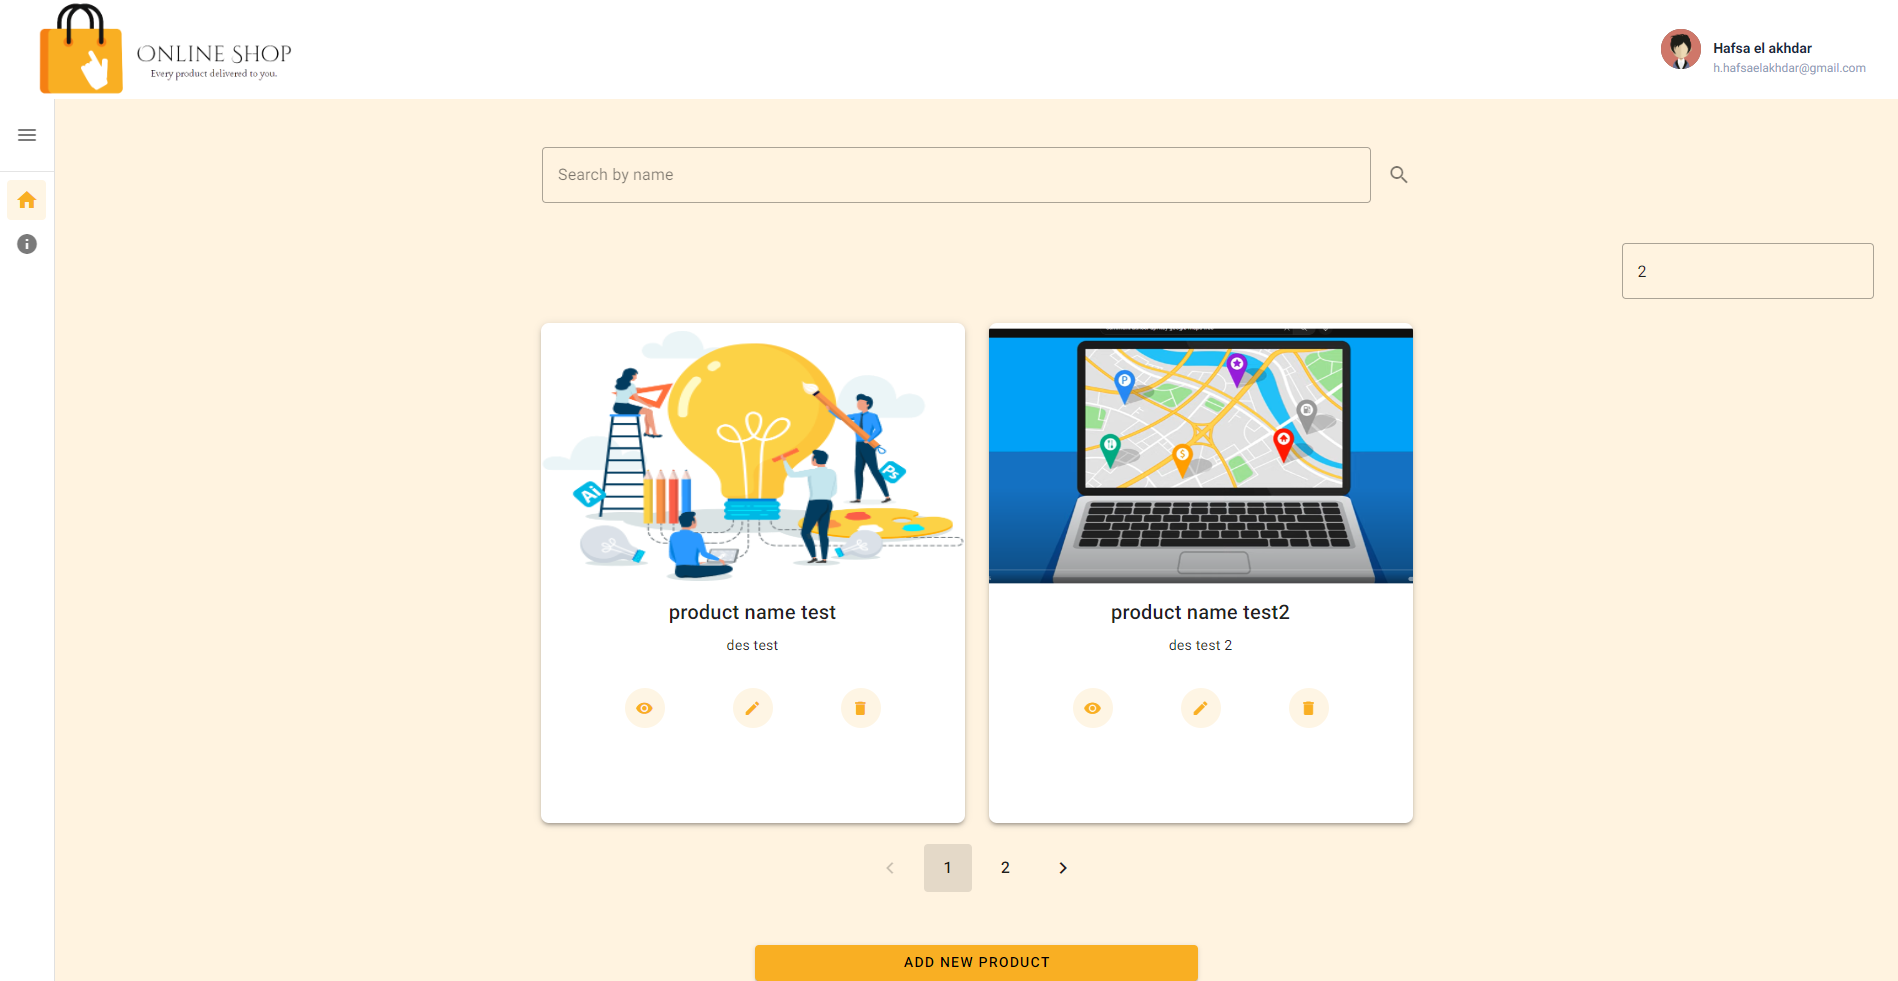 Online Shop
Every product delivered to you.
Hafsa el akhdar
h.hafsaelakhdar@gmail.com
Search by name
2
Ai
Ps
P
$
product name test
des test
product name test2
des test 2
1
2
ADD NEW PRODUCT